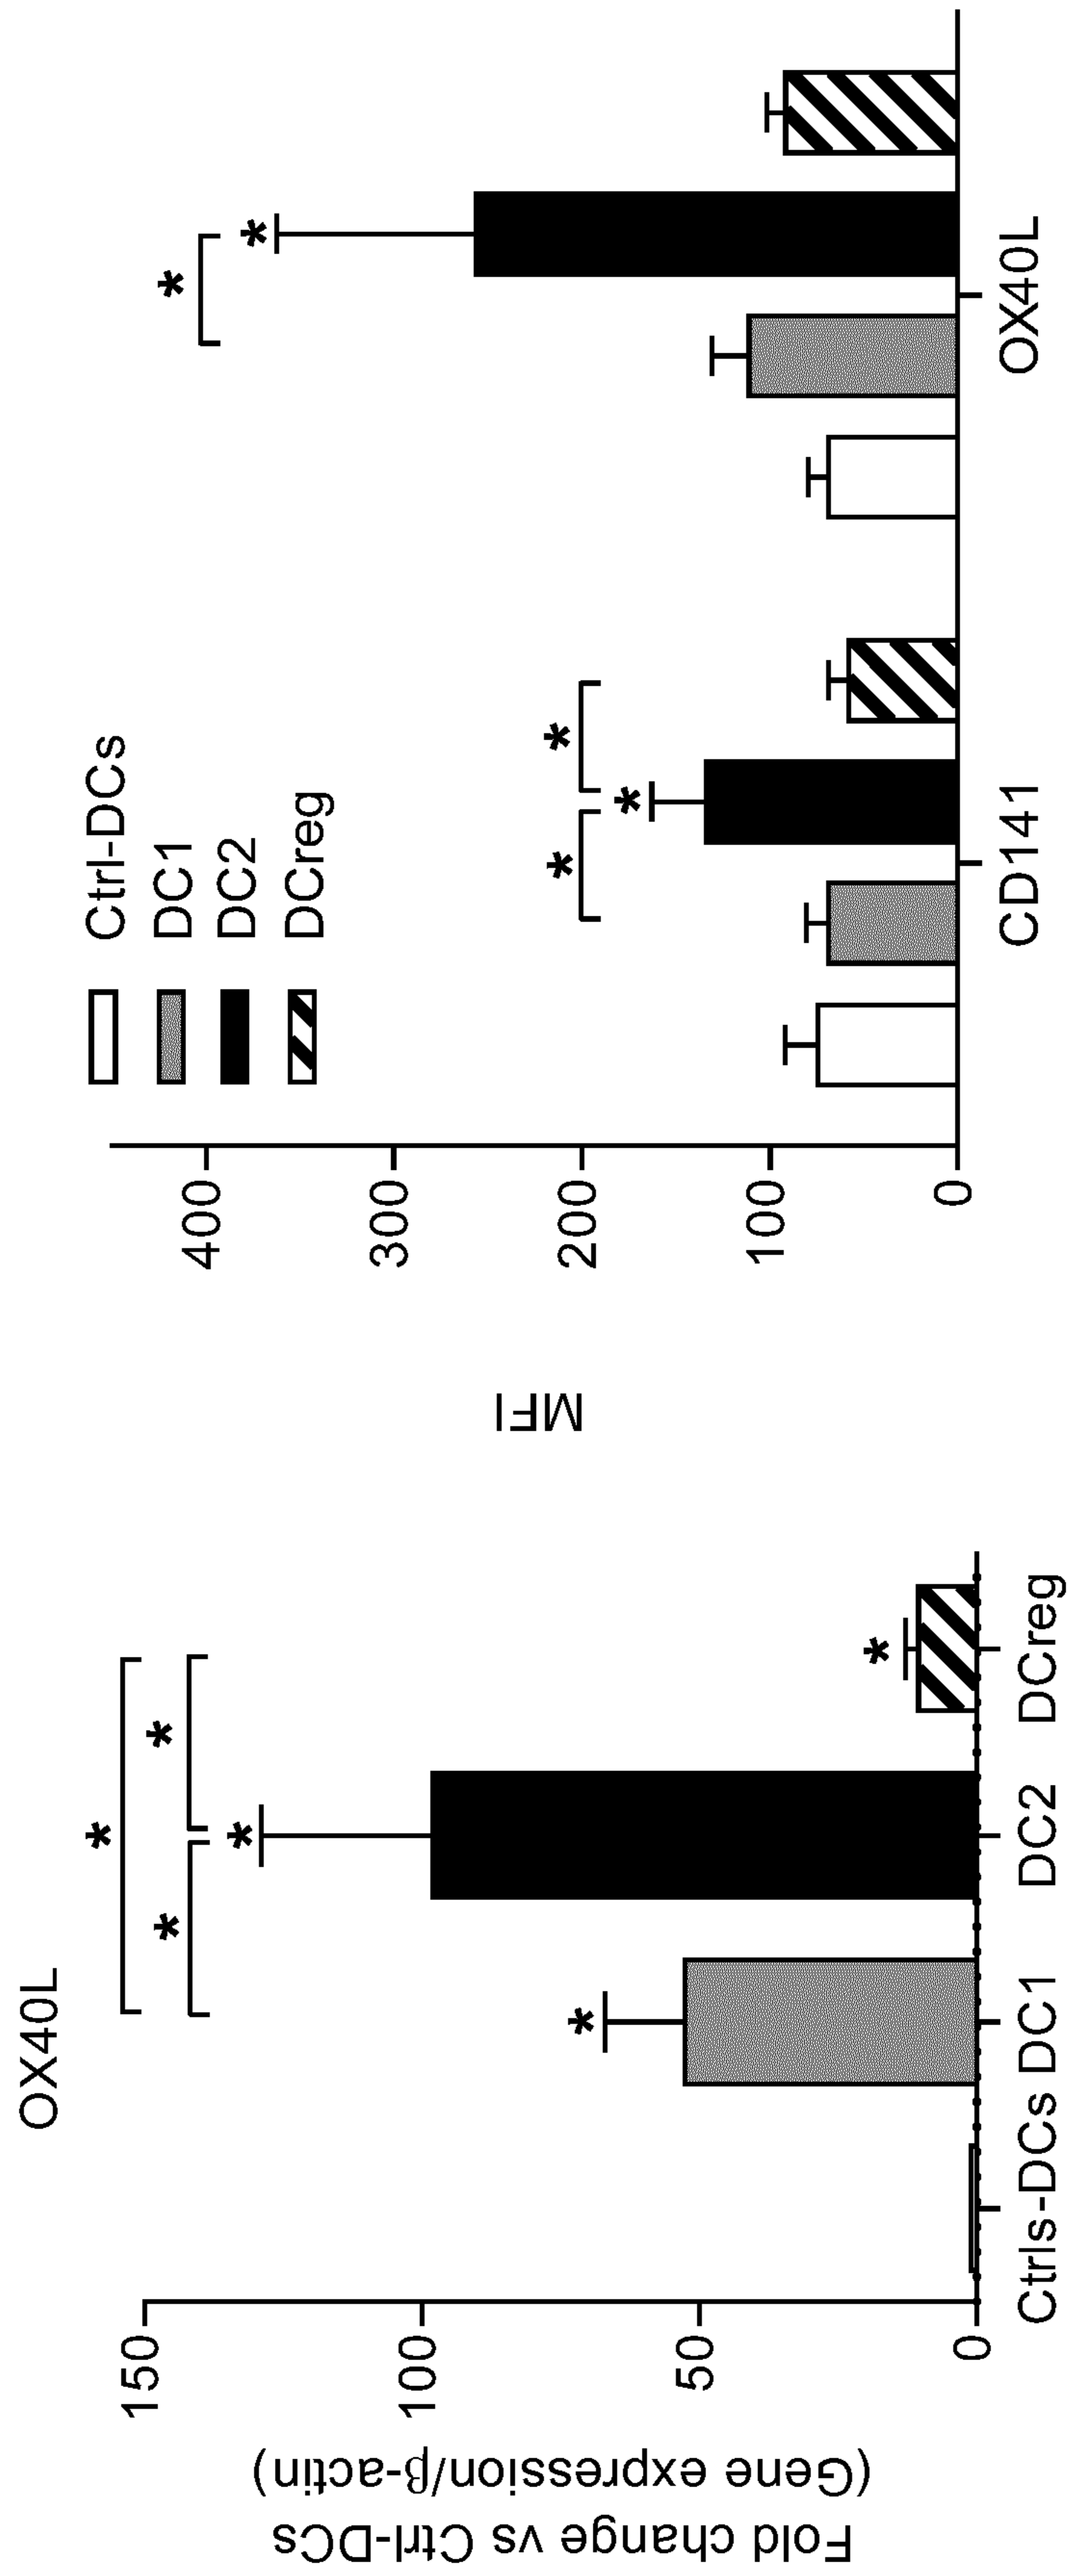 OX40L
Fold change vs Ctrl-DCs
(Gene expression/β-actin)
150
100
50
0
Ctrls-DCs DC1 DC2 DCreg
* * * * * *
MFI
400
300
200
100
0
Ctrl-DCs
DC1
DC2
DCreg
* * * * *
CD141 OX40L